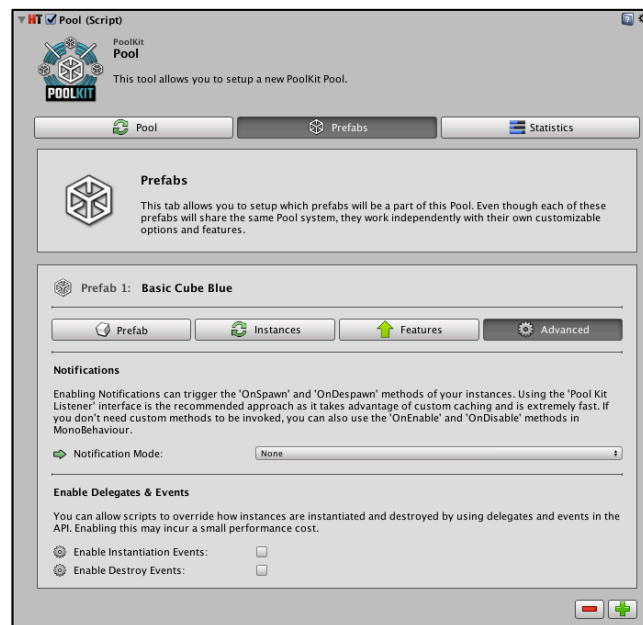 HT Pool (Script)
PoolKit
Pool
This tool allows you to setup a new PoolKit Pool.
POOLKIT
Pool
Prefabs
Statistics
Prefabs
This tab allows you to setup which prefabs will be a part of this Pool. Even though each of these
prefabs will share the same Pool system, they work independently with their own customizable
options and features.
Prefab 1: Basic Cube Blue
Prefab
Instances
Features
Advanced
Notifications
Enabling Notifications can trigger the 'OnSpawn' and 'OnDespawn' methods of your instances. Using the 'Pool Kit
Listener' interface is the recommended approach as it takes advantage of custom caching and is extremely fast. If
you don't need custom methods to be invoked, you can also use the 'OnEnable' and 'OnDisable' methods in
MonoBehaviour.
Notification Mode:
None
Enable Delegates & Events
You can allow scripts to override how instances are instantiated and destroyed by using delegates and events in the
API. Enabling this may incur a small performance cost.
Enable Instantiation Events:
Enable Destroy Events: